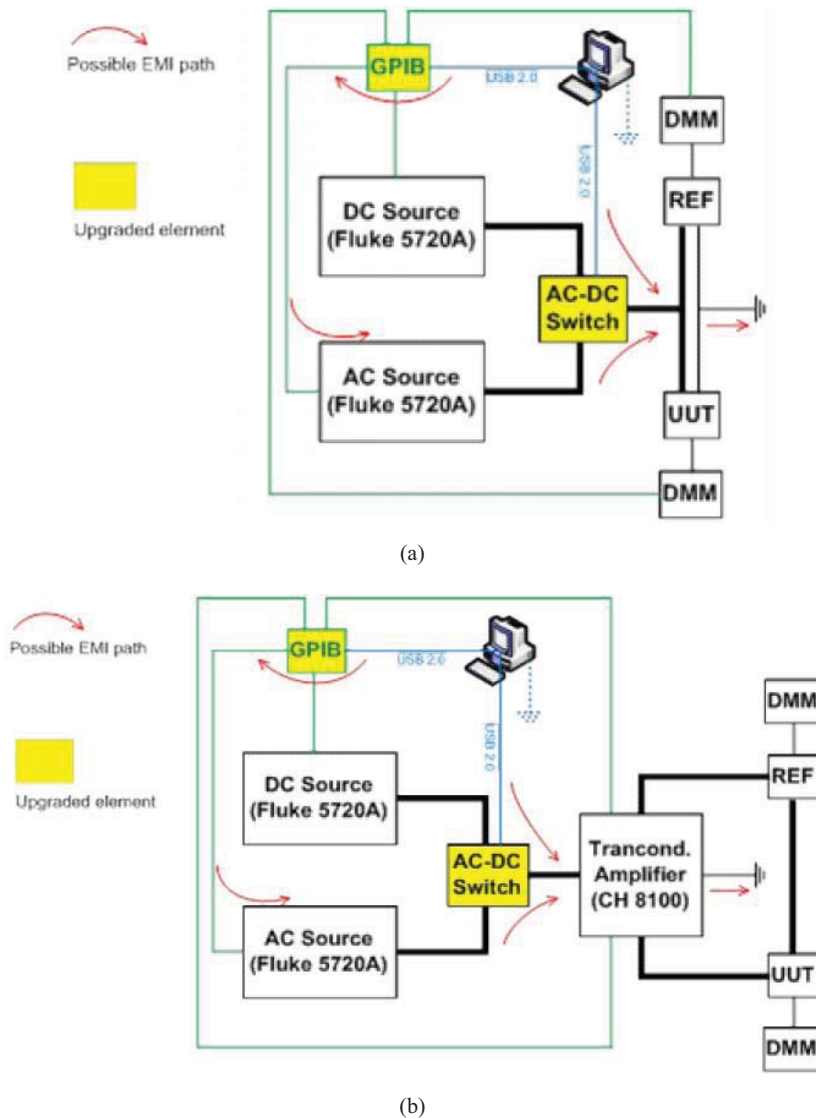 Possible EMI path
Upgraded element
GPIB
USB 2.0
USB 2.0
DMM
REF
DC Source
(Fluke 5720A)
AC-DC
Switch
AC Source
(Fluke 5720A)
UUT
DMM
(a)
Possible EMI path
Upgraded element
GPIB
USB 2.0
USB 2.0
DMM
REF
DC Source
(Fluke 5720A)
AC-DC
Switch
Trancond.
Amplifier
(CH 8100)
AC Source
(Fluke 5720A)
UUT
DMM
(b)